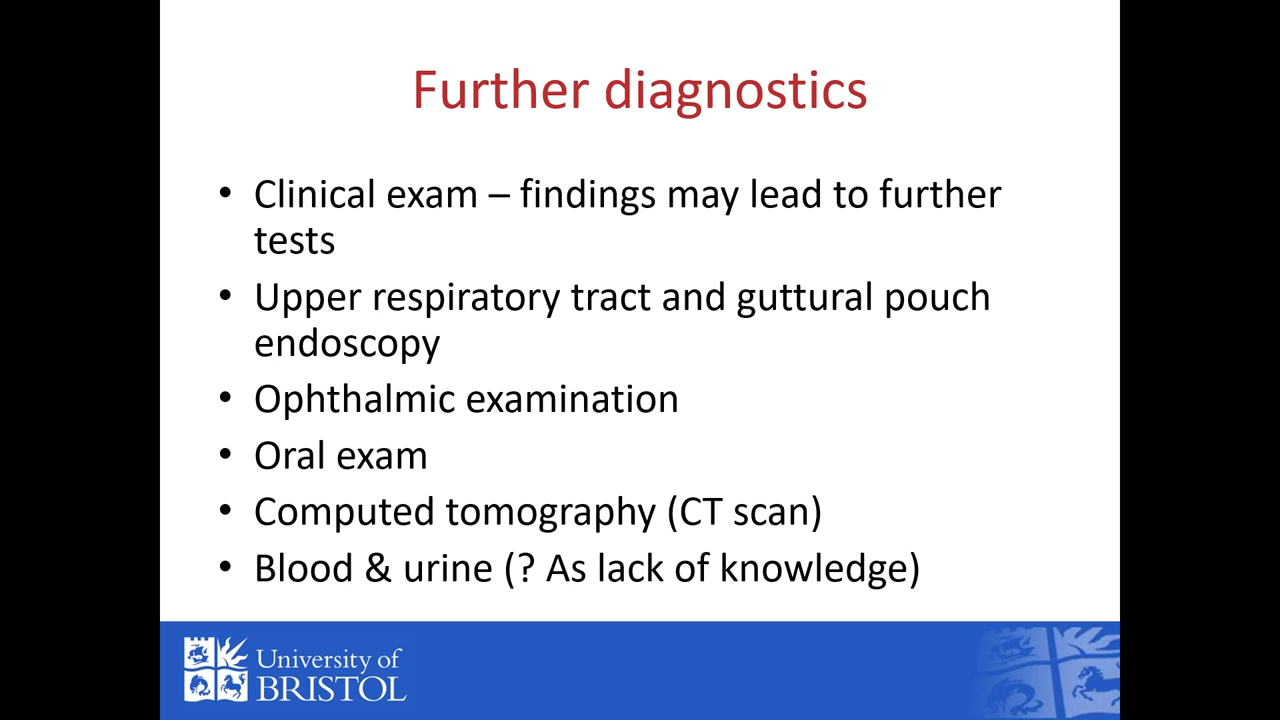 Further diagnostics
• Clinical exam – findings may lead to further
tests
• Upper respiratory tract and guttural pouch
endoscopy
• Ophthalmic examination
• Oral exam
• Computed tomography (CT scan)
• Blood & urine (? As lack of knowledge)
University of
BRISTOL